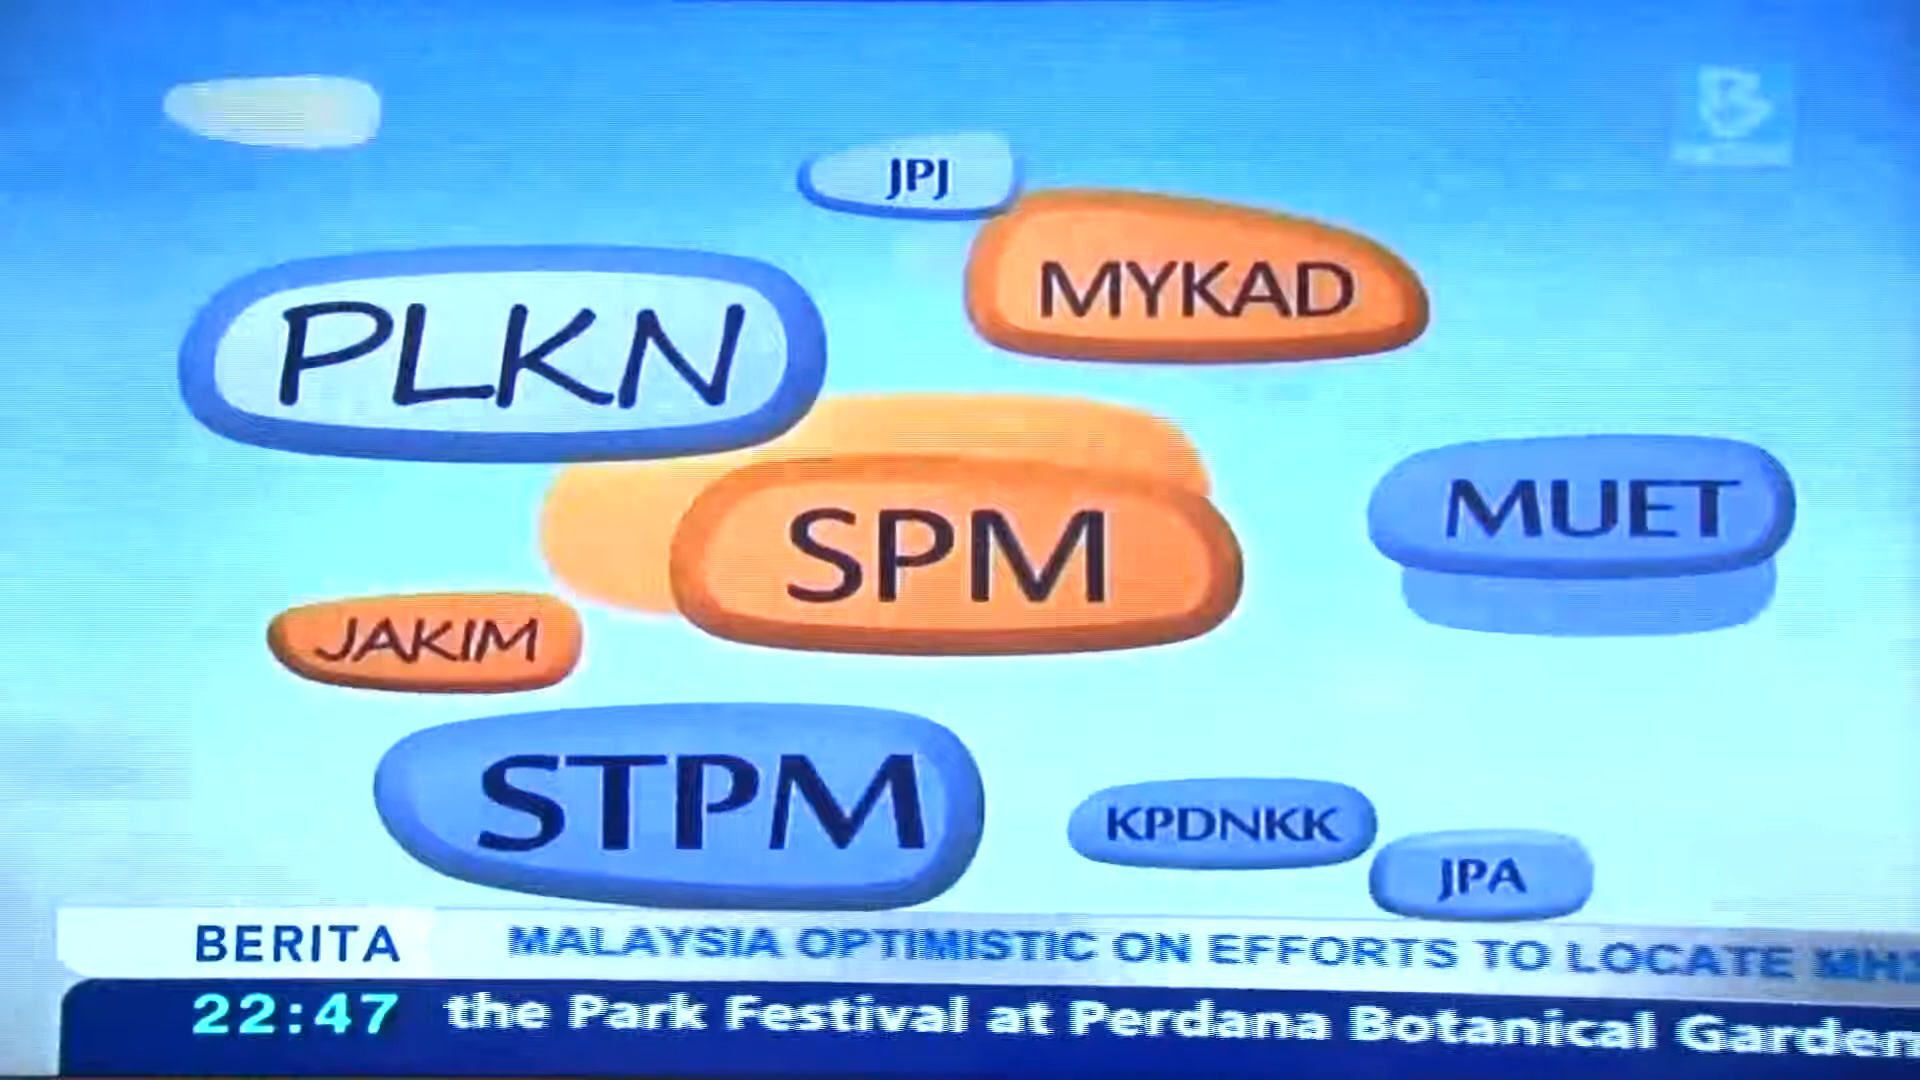 JPJ
MYKAD
PLKN
SPM
MUET
JAKIM
STPM
KPDNKK
JPA
BERITA
MALAYSIA OPTIMISTIC ON EFFORTS TO LOCATE
22:47
the Park Festival at Perdana Botanical Garden